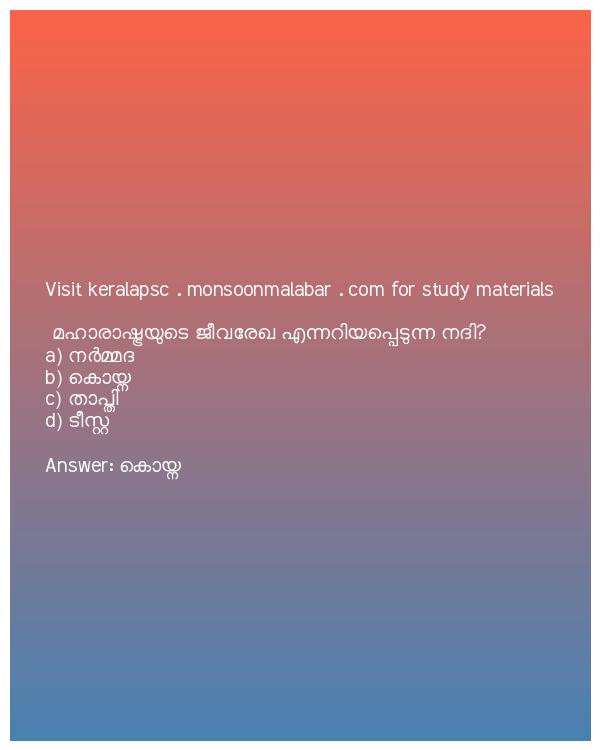 Visit keralapsc . monsoonmalabar . com for study materials
മഹാരാഷ്ട്രയുടെ ജീവരേഖ എന്നറിയപ്പെടുന്ന നദി?
a) നർമ്മദ
b) കൊയ്ന
c) താപ്തി
d) ടീസ്റ്റ
Answer: കൊയ്ന